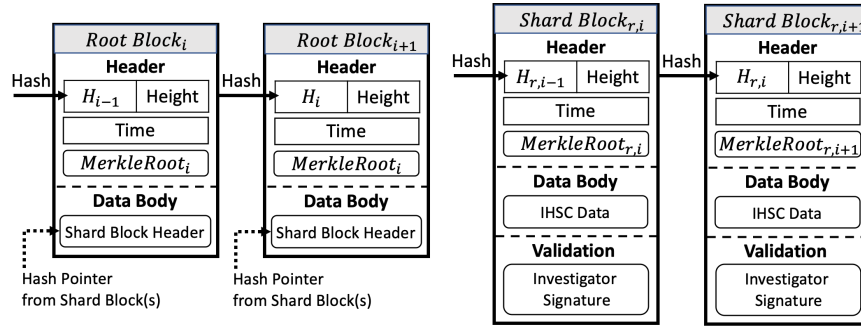 Root Block_i
Header
Hash
H_{i−1}
Height
Time
MerkleRoot_i
Data Body
Shard Block Header
Hash Pointer
from Shard Block(s)
Root Block_{i+1}
Header
Hash
H_i
Height
Time
MerkleRoot_i
Data Body
Shard Block Header
Hash Pointer
from Shard Block(s)
Shard Block_{r,i}
Header
Hash
H_{r,i−1}
Height
Time
MerkleRoot_{r,i}
Data Body
IHSC Data
Validation
Investigator
Signature
Shard Block_{r,i+1}
Header
Hash
H_{r,i}
Height
Time
MerkleRoot_{r,i+1}
Data Body
IHSC Data
Validation
Investigator
Signature